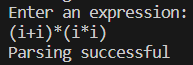 Enter an expression:
(i+i)*(i*i)
Parsing successful